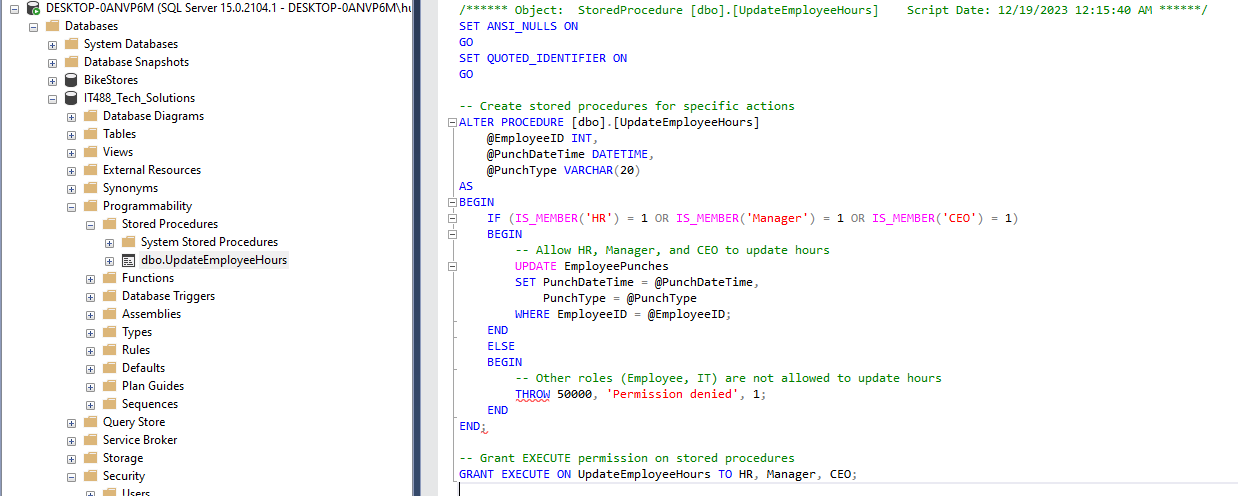 DESKTOP-0ANVP6M (SQL Server 15.0.2104.1 - DESKTOP-0ANVP6M\hu
Databases
System Databases
Database Snapshots
BikeStores
IT488_Tech_Solutions
Database Diagrams
Tables
Views
External Resources
Synonyms
Programmability
Stored Procedures
System Stored Procedures
dbo.UpdateEmployeeHours
Functions
Database Triggers
Assemblies
Types
Rules
Defaults
Plan Guides
Sequences
Query Store
Service Broker
Storage
Security
Users
/****** Object:  StoredProcedure [dbo].[UpdateEmployeeHours]    Script Date: 12/19/2023 12:15:40 AM ******/
SET ANSI_NULLS ON
GO
SET QUOTED_IDENTIFIER ON
GO
-- Create stored procedures for specific actions
ALTER PROCEDURE [dbo].[UpdateEmployeeHours]
    @EmployeeID INT,
    @PunchDateTime DATETIME,
    @PunchType VARCHAR(20)
AS
BEGIN
    IF (IS_MEMBER('HR') = 1 OR IS_MEMBER('Manager') = 1 OR IS_MEMBER('CEO') = 1)
    BEGIN
        -- Allow HR, Manager, and CEO to update hours
        UPDATE EmployeePunches
        SET PunchDateTime = @PunchDateTime,
            PunchType = @PunchType
        WHERE EmployeeID = @EmployeeID;
    END
    ELSE
    BEGIN
        -- Other roles (Employee, IT) are not allowed to update hours
        THROW 50000, 'Permission denied', 1;
    END
END;
-- Grant EXECUTE permission on stored procedures
GRANT EXECUTE ON UpdateEmployeeHours TO HR, Manager, CEO;